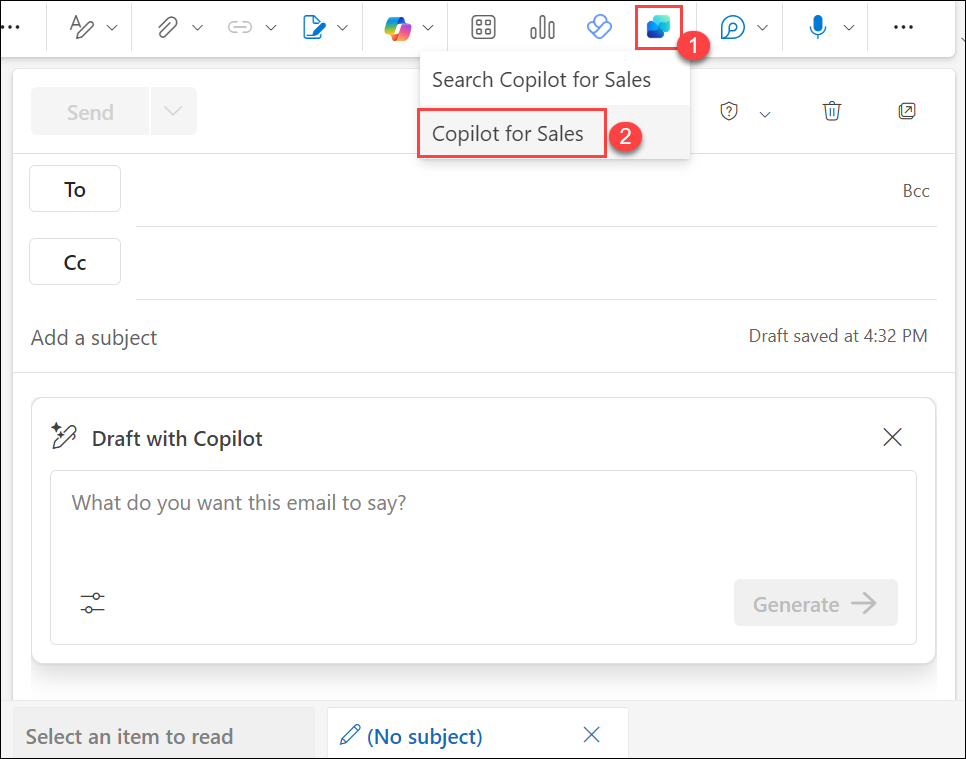 1
Search Copilot for Sales
Copilot for Sales 2
Send
To
Bcc
Cc
Add a subject
Draft saved at 4:32 PM
Draft with Copilot
What do you want this email to say?
Generate
Select an item to read
(No subject)